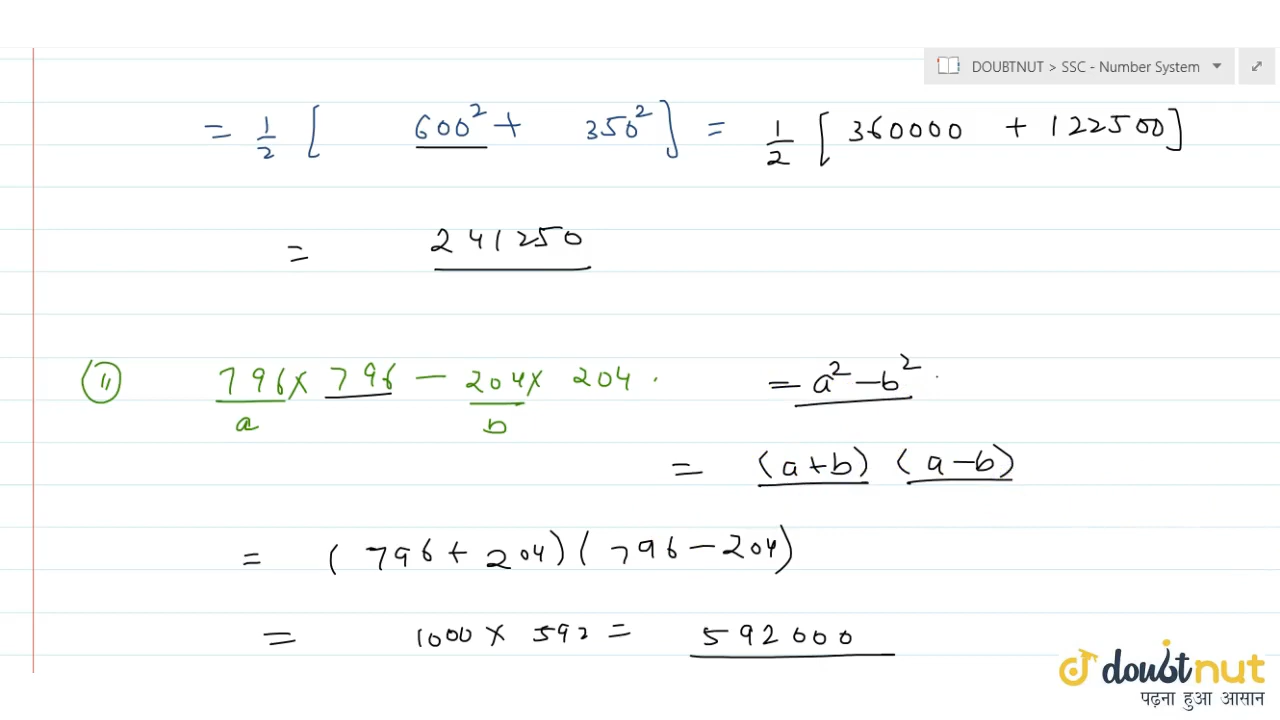 DOUBTNUT > SSC - Number System
= 1/2 [ 600² + 350² ] = 1/2 [ 360000 + 122500 ]
= 241250
(ii) 796 × 796 - 204 × 204 . = a² - b² .
a b
= (a+b) (a-b)
= (796 + 204) (796 - 204)
= 1000 × 592 = 592000
doubtnut
पढ़ना हुआ आसान